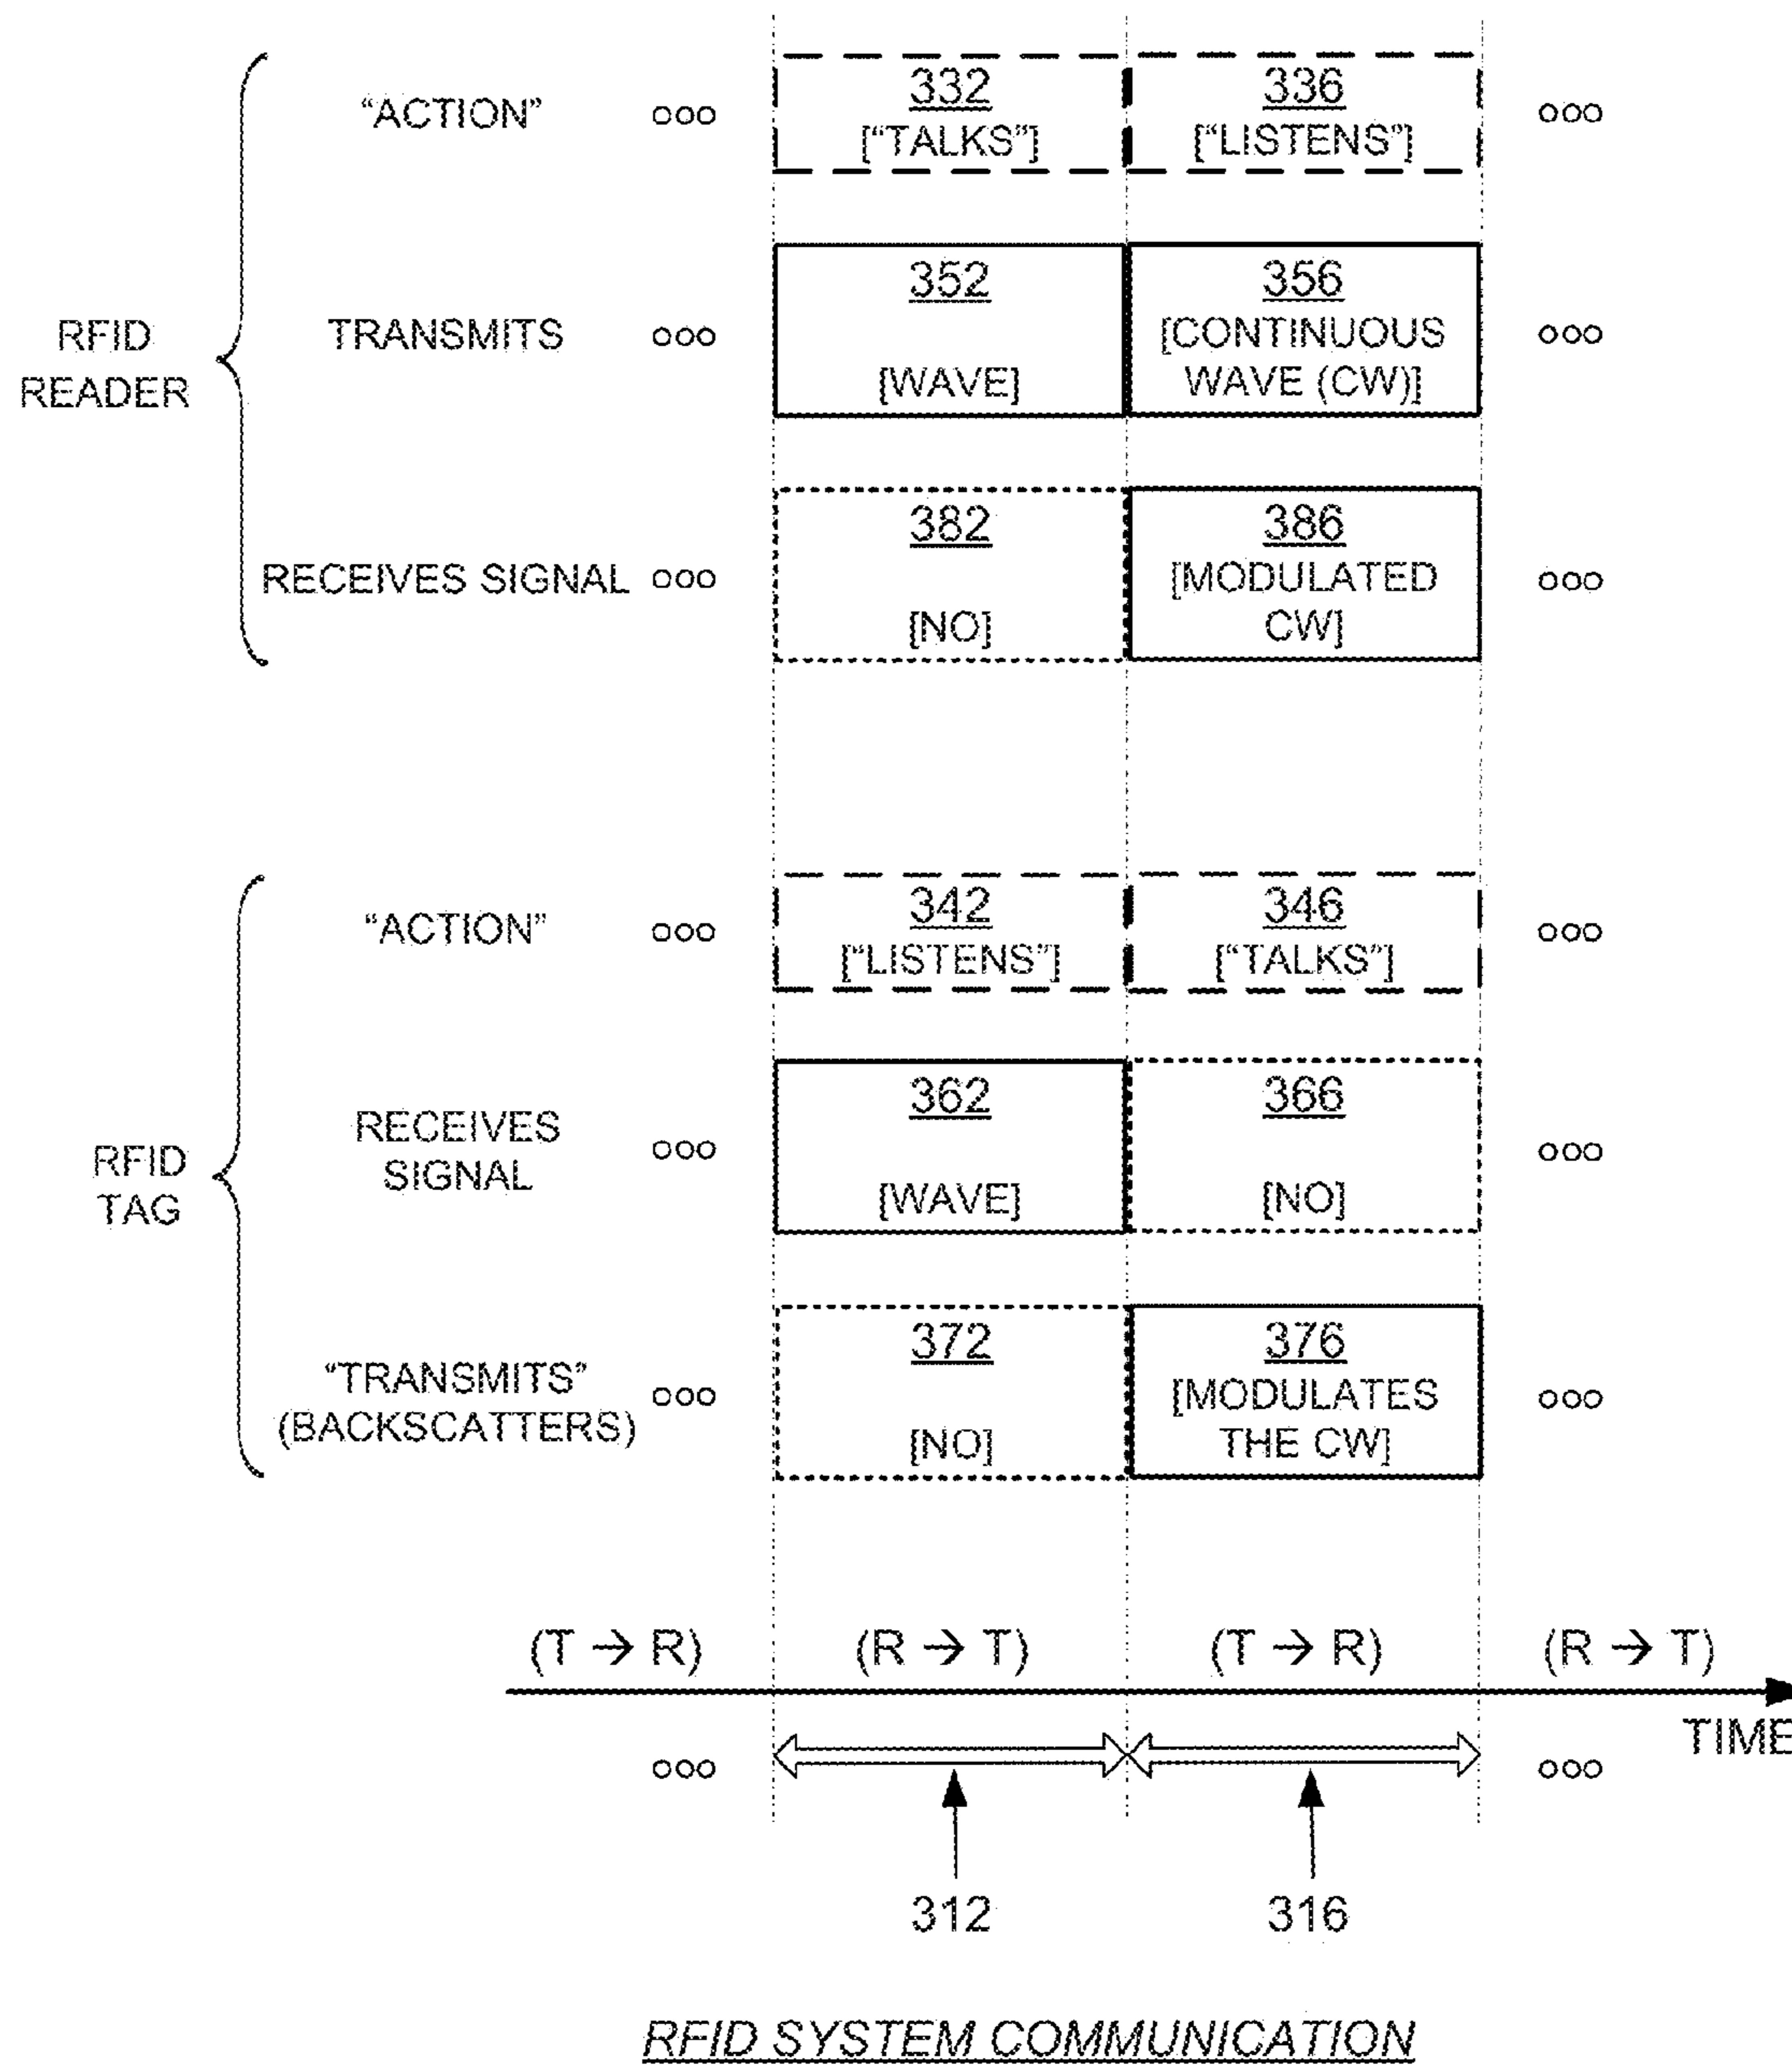 332
336
“ACTION”
ooo
[“TALKS”]
[“LISTENS”]
ooo
352
356
RFID
READER
TRANSMITS
ooo
[WAVE]
[CONTINUOUS
WAVE (CW)]
ooo
382
386
RECEIVES SIGNAL
ooo
[NO]
[MODULATED
CW]
ooo
342
346
“ACTION”
ooo
[“LISTENS”]
[“TALKS”]
ooo
362
366
RFID
TAG
RECEIVES
SIGNAL
ooo
[WAVE]
[NO]
ooo
372
376
“TRANSMITS”
(BACKSCATTERS)
ooo
[NO]
[MODULATES
THE CW]
ooo
(T → R)
(R → T)
(T → R)
(R → T)
TIME
ooo
ooo
312
316
RFID SYSTEM COMMUNICATION